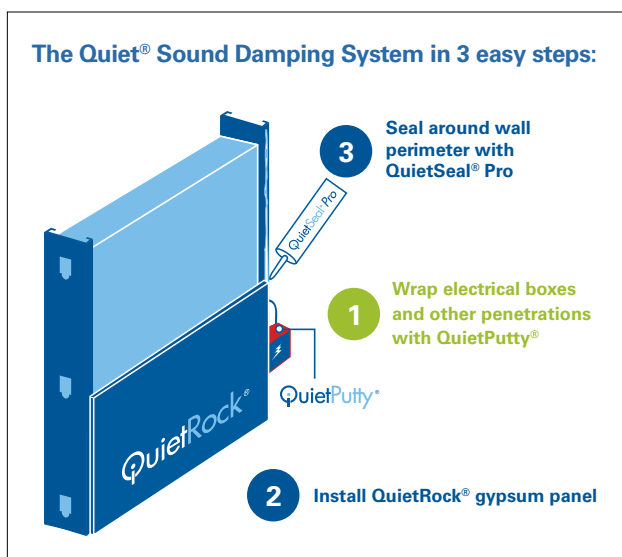 The Quiet® Sound Damping System in 3 easy steps:
3
Seal around wall
perimeter with
QuietSeal® Pro
QuietSeal® Pro
1
Wrap electrical boxes
and other penetrations
with QuietPutty®
QuietPutty®
QuietRock®
2
Install QuietRock® gypsum panel